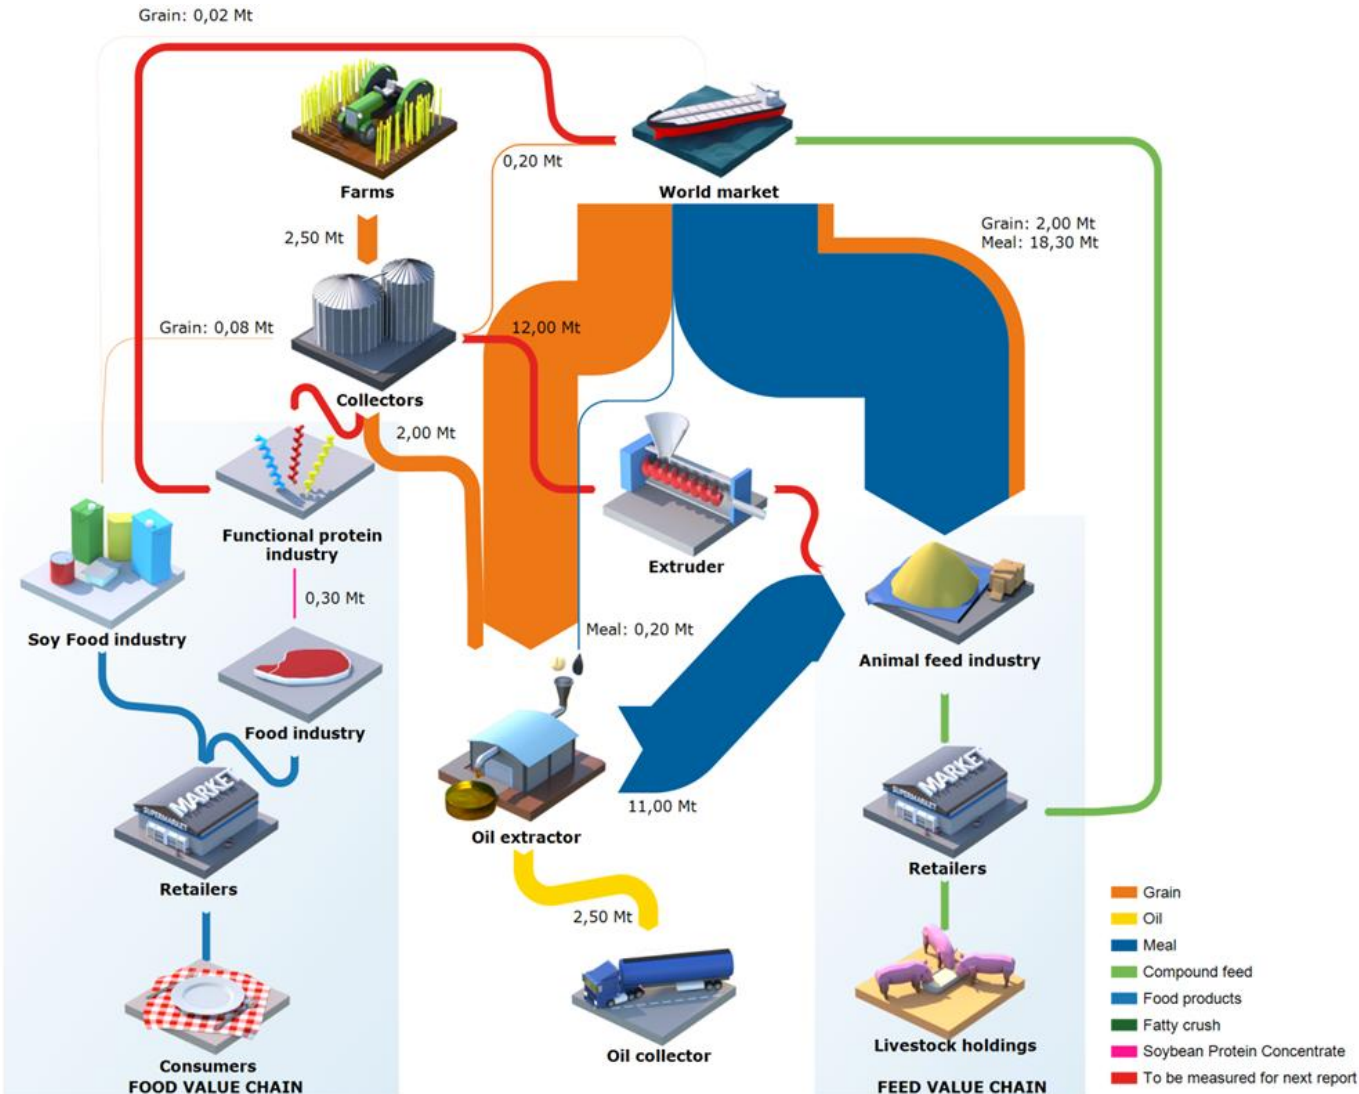 Grain: 0,02 Mt
0,20 Mt
Farms
World market
Grain: 2,00 Mt
Meal: 18,30 Mt
2,50 Mt
Grain: 0,08 Mt
12,00 Mt
Collectors
2,00 Mt
Functional protein
industry
Extruder
0,30 Mt
Meal: 0,20 Mt
Soy Food industry
Animal feed industry
Food industry
MARKET
SUPERMARKET
MARKET
SUPERMARKET
11,00 Mt
Oil extractor
Retailers
Retailers
Grain
Oil
2,50 Mt
Meal
Compound feed
Food products
Fatty crush
Livestock holdings
Oil collector
Soybean Protein Concentrate
Consumers
To be measured for next report
FOOD VALUE CHAIN
FEED VALUE CHAIN